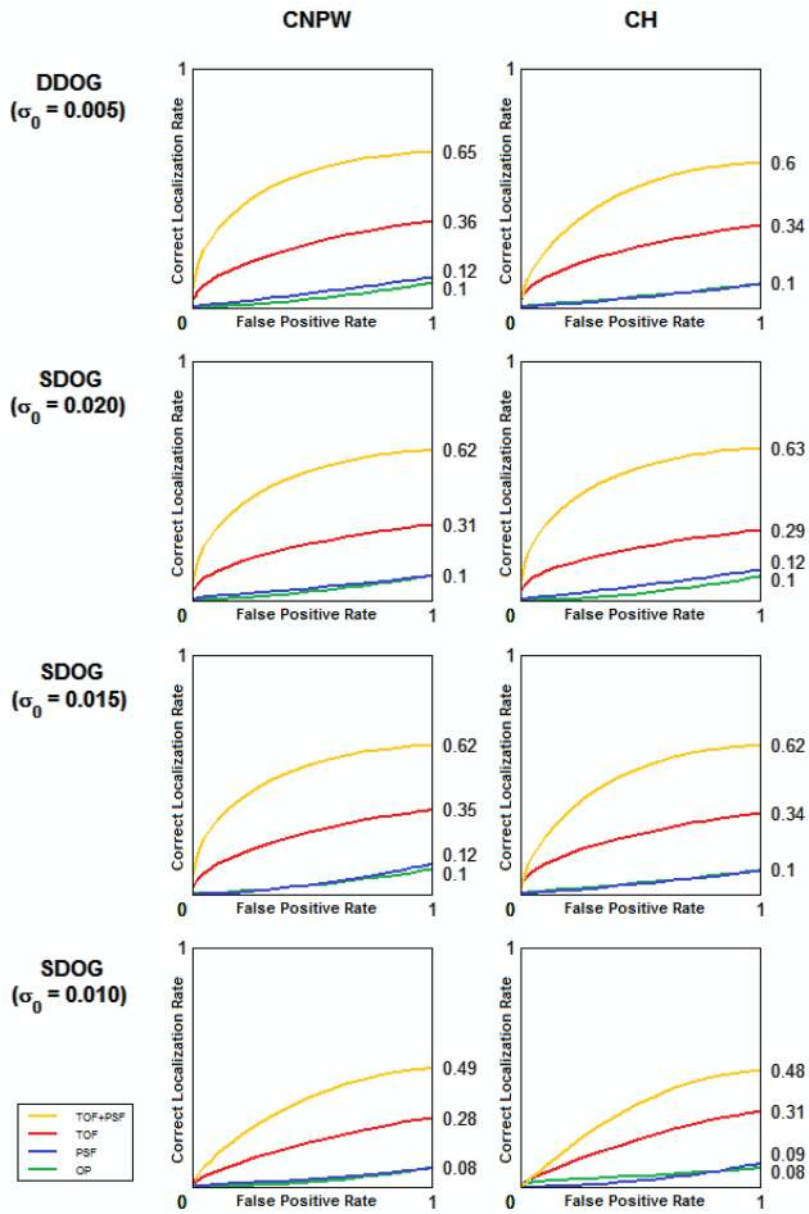 CNPW CH
DDOG
(σ0 = 0.005)
1
Correct Localization Rate
0.65
0.36
0.12
0.1
0 False Positive Rate 1
1
Correct Localization Rate
0.6
0.34
0.1
0 False Positive Rate 1
SDOG
(σ0 = 0.020)
1
Correct Localization Rate
0.62
0.31
0.1
0 False Positive Rate 1
1
Correct Localization Rate
0.63
0.29
0.12
0.1
0 False Positive Rate 1
SDOG
(σ0 = 0.015)
1
Correct Localization Rate
0.62
0.35
0.12
0.1
0 False Positive Rate 1
1
Correct Localization Rate
0.62
0.34
0.1
0 False Positive Rate 1
SDOG
(σ0 = 0.010)
1
Correct Localization Rate
0.49
0.28
0.08
0 False Positive Rate 1
1
Correct Localization Rate
0.48
0.31
0.09
0.08
0 False Positive Rate 1
TOF+PSF
TOF
PSF
OP